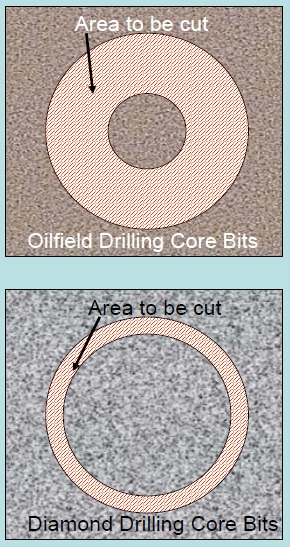 Area to be cut
Oilfield Drilling Core Bits
Area to be cut
Diamond Drilling Core Bits